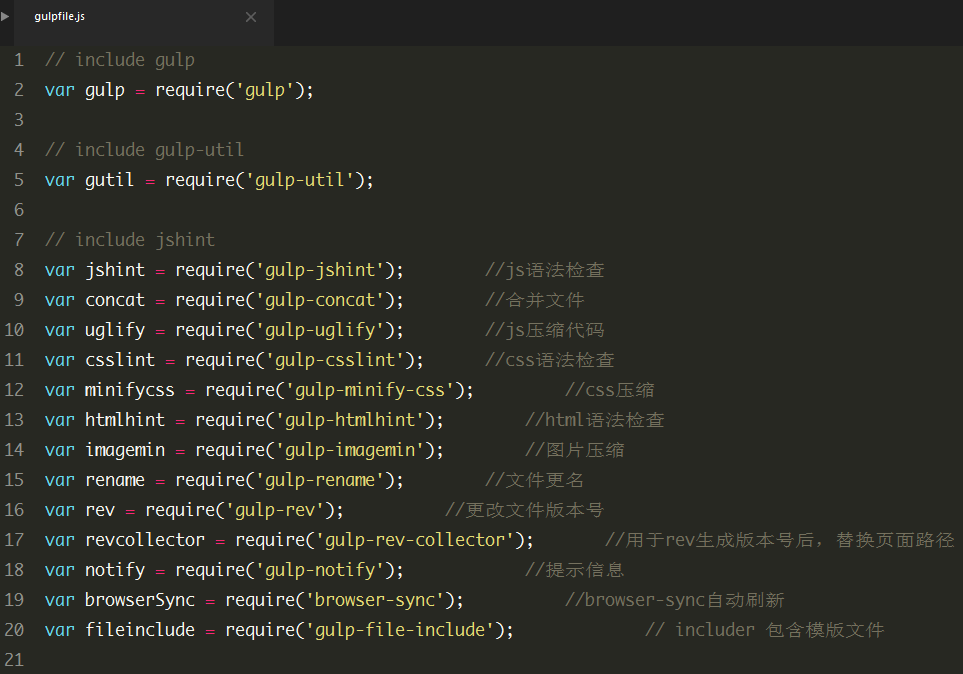 gulpfile.js
1 // include gulp
2 var gulp = require('gulp');
3
4 // include gulp-util
5 var gutil = require('gulp-util');
6
7 // include jshint
8 var jshint = require('gulp-jshint'); //js语法检查
9 var concat = require('gulp-concat'); //合并文件
10 var uglify = require('gulp-uglify'); //js压缩代码
11 var csslint = require('gulp-csslint'); //css语法检查
12 var minifycss = require('gulp-minify-css'); //css压缩
13 var htmlhint = require('gulp-htmlhint'); //html语法检查
14 var imagemin = require('gulp-imagemin'); //图片压缩
15 var rename = require('gulp-rename'); //文件更名
16 var rev = require('gulp-rev'); //更改文件版本号
17 var revcollector = require('gulp-rev-collector'); //用于rev生成版本号后，替换页面路径
18 var notify = require('gulp-notify'); //提示信息
19 var browserSync = require('browser-sync'); //browser-sync自动刷新
20 var fileinclude = require('gulp-file-include'); // includer 包含模版文件
21